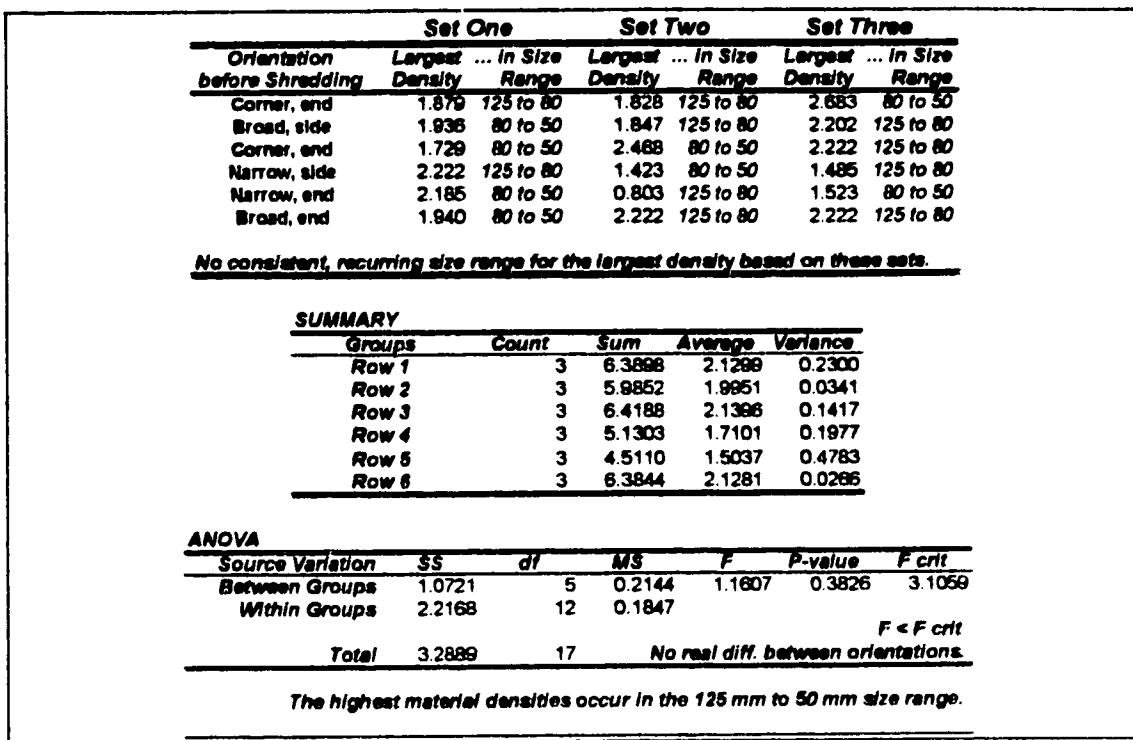 Set One Set Two Set Three
Orientation Largest ... in Size Largest ... in Size Largest ... in Size
before Shredding Density Range Density Range Density Range
Corner, end 1.879 125 to 80 1.828 125 to 80 2.683 80 to 50
Broad, side 1.936 80 to 50 1.847 125 to 80 2.202 125 to 80
Corner, end 1.729 80 to 50 2.468 80 to 50 2.222 125 to 80
Narrow, side 2.222 125 to 80 1.423 80 to 50 1.485 125 to 80
Narrow, end 2.185 80 to 50 0.803 125 to 80 1.523 80 to 50
Broad, end 1.940 80 to 50 2.222 125 to 80 2.222 125 to 80
No consistent, recurring size range for the largest density based on these sets.
SUMMARY
Groups Count Sum Average Variance
Row 1 3 6.3898 2.1299 0.2300
Row 2 3 5.9852 1.9951 0.0341
Row 3 3 6.4188 2.1396 0.1417
Row 4 3 5.1303 1.7101 0.1977
Row 5 3 4.5110 1.5037 0.4783
Row 6 3 6.3844 2.1281 0.0266
ANOVA
Source Variation SS df MS F P-value F crit
Between Groups 1.0721 5 0.2144 1.1607 0.3826 3.1059
Within Groups 2.2168 12 0.1847
F < F crit
Total 3.2889 17 No real diff. between orientations.
The highest material densities occur in the 125 mm to 50 mm size range.